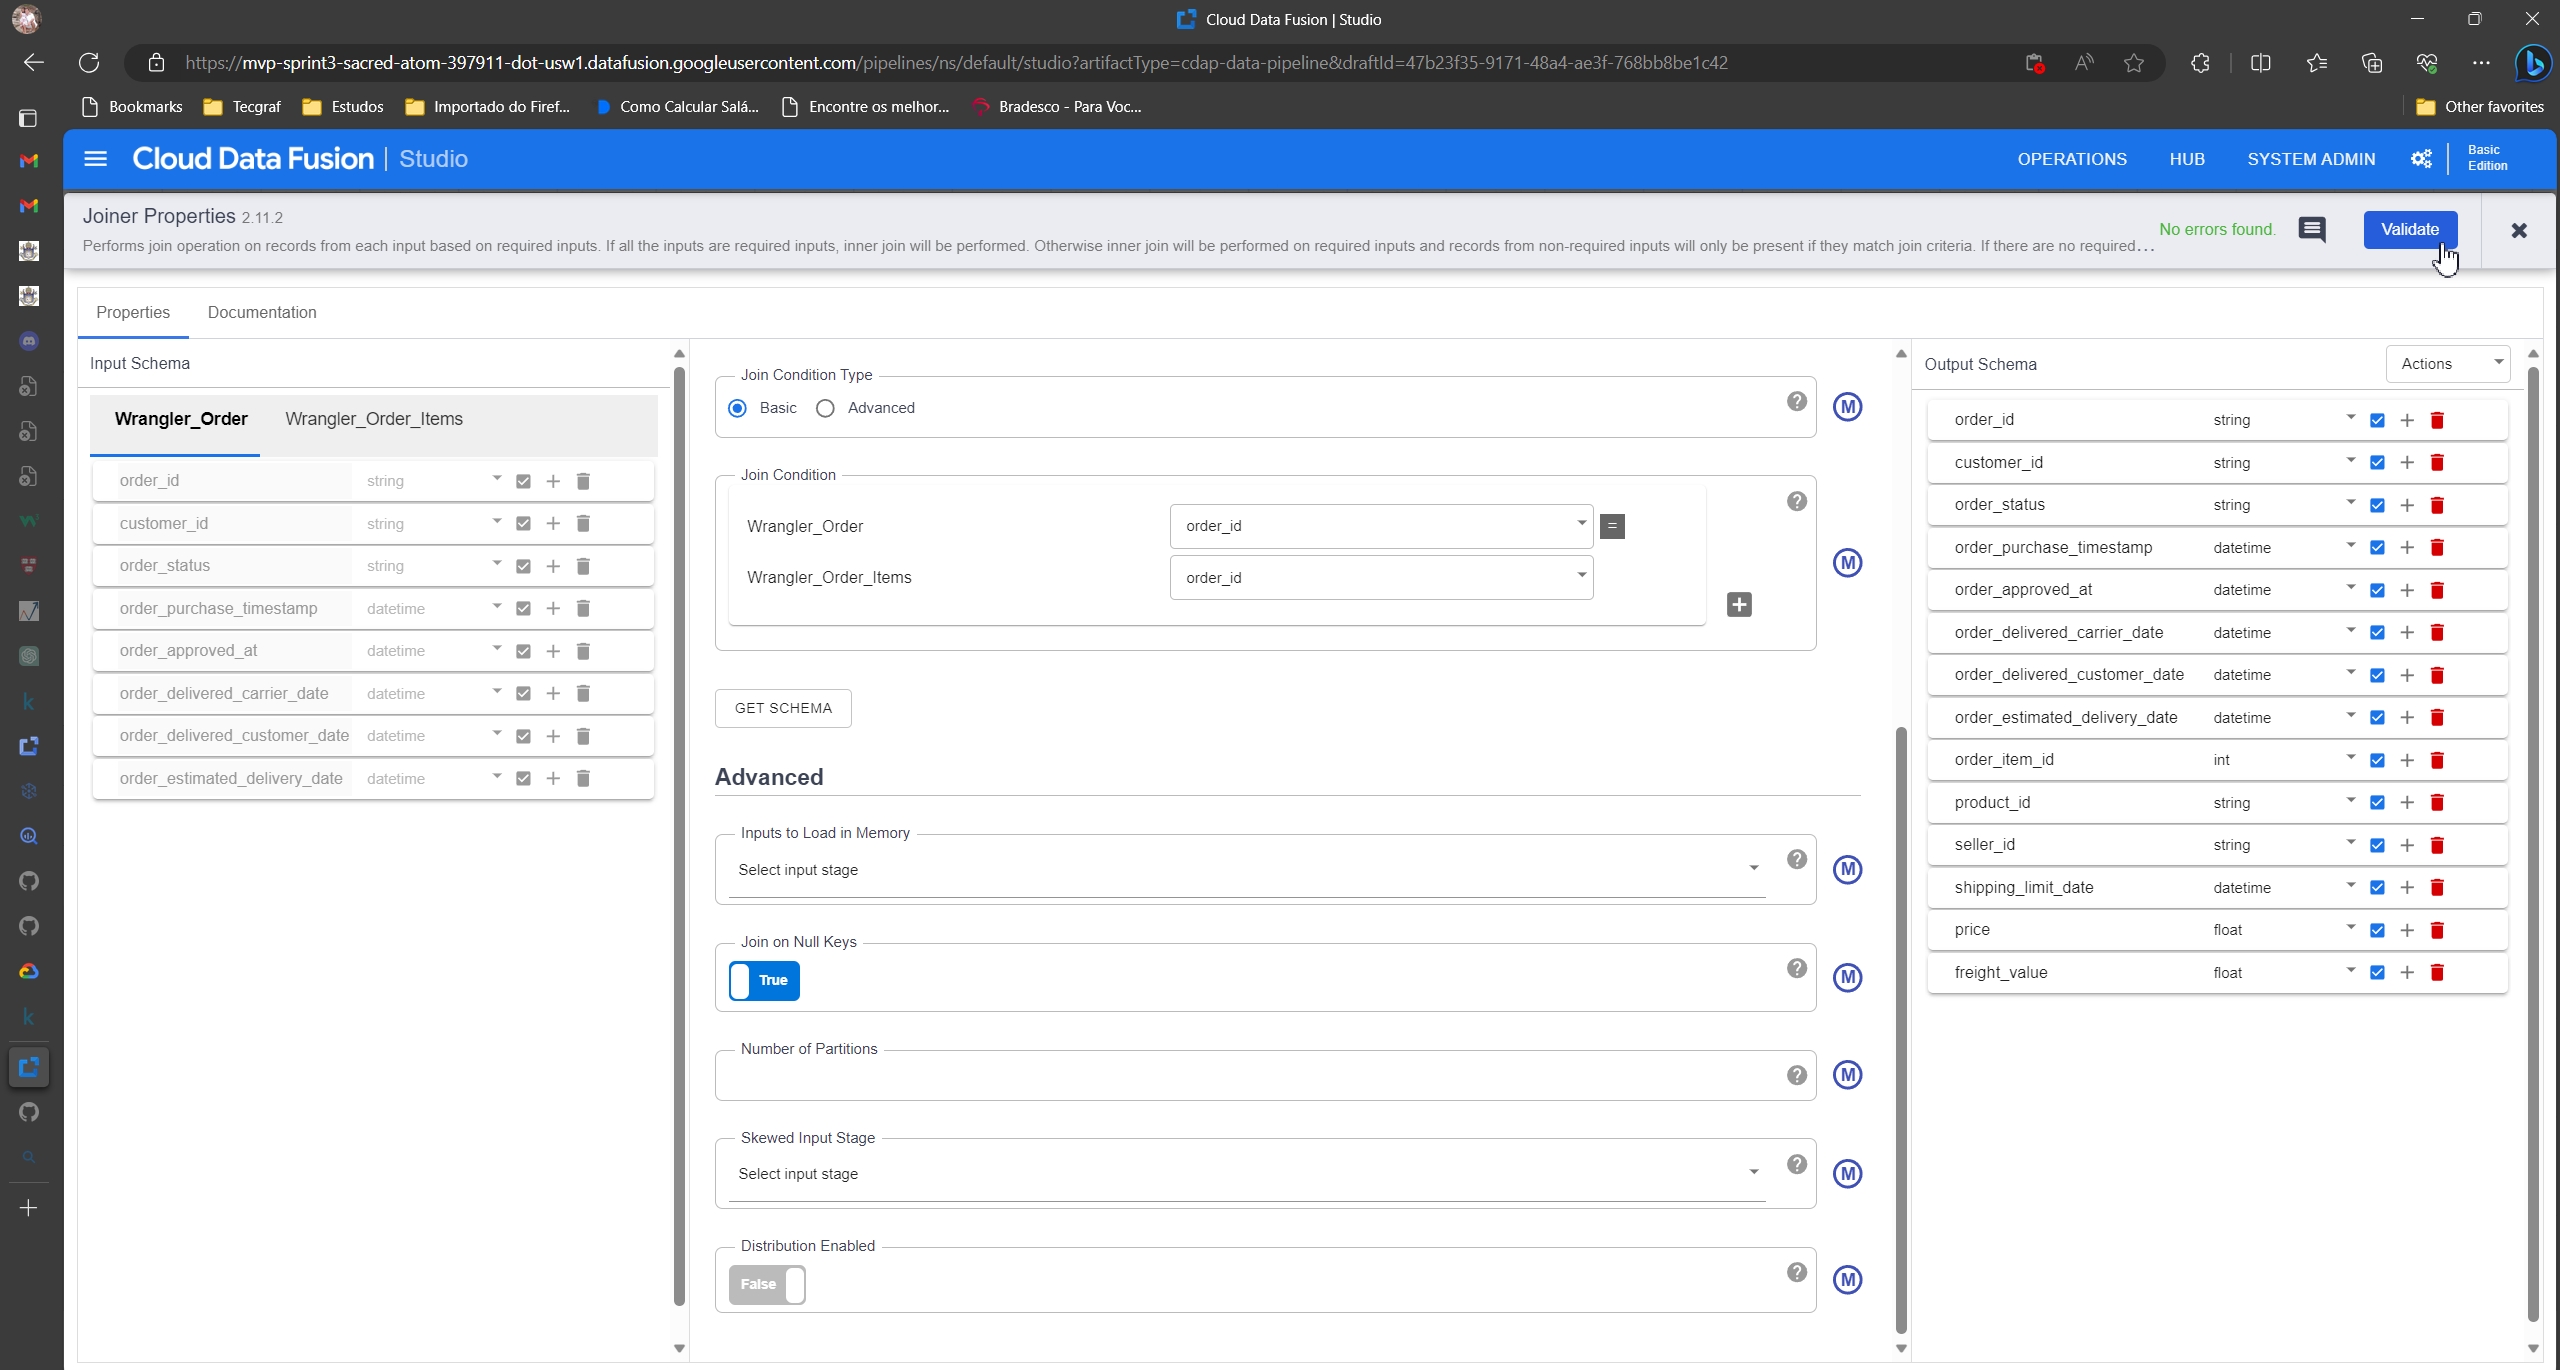 Cloud Data Fusion | Studio
https://mvp-sprint3-sacred-atom-397911-dot-usw1.datafusion.googleusercontent.com/pipelines/ns/default/studio?artifactType=cdap-data-pipeline&draftId=47b23f35-9171-48a4-ae3f-768bb8be1c42
Bookmarks Tecgraf Estudos Importado do Firef... Como Calcular Salá... Encontre os melhor... Bradesco - Para Voc... Other favorites
Cloud Data Fusion | Studio OPERATIONS HUB SYSTEM ADMIN Basic Edition
Joiner Properties 2.11.2
Performs join operation on records from each input based on required inputs. If all the inputs are required inputs, inner join will be performed. Otherwise inner join will be performed on required inputs and records from non-required inputs will only be present if they match join criteria. If there are no required...
No errors found. Validate
Properties Documentation
Input Schema
Wrangler_Order Wrangler_Order_Items
order_id string
customer_id string
order_status string
order_purchase_timestamp datetime
order_approved_at datetime
order_delivered_carrier_date datetime
order_delivered_customer_date datetime
order_estimated_delivery_date datetime
Join Condition Type
Basic Advanced
M
Join Condition
Wrangler_Order order_id =
Wrangler_Order_Items order_id
M
GET SCHEMA
Advanced
Inputs to Load in Memory
Select input stage
M
Join on Null Keys
True
M
Number of Partitions
M
Skewed Input Stage
Select input stage
M
Distribution Enabled
False
M
Output Schema Actions
order_id string
customer_id string
order_status string
order_purchase_timestamp datetime
order_approved_at datetime
order_delivered_carrier_date datetime
order_delivered_customer_date datetime
order_estimated_delivery_date datetime
order_item_id int
product_id string
seller_id string
shipping_limit_date datetime
price float
freight_value float